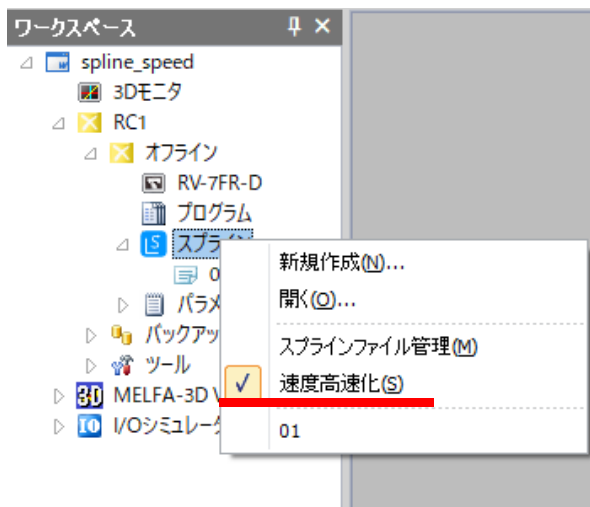 ワークスペース
spline_speed
3Dモニタ
RC1
オフライン
RV-7FR-D
プログラム
スプライン
0
パラメ
バックアッ
ツール
MELFA-3D V
I/Oシミュレータ
新規作成(N)...
開く(O)...
スプラインファイル管理(M)
速度高速化(S)
01